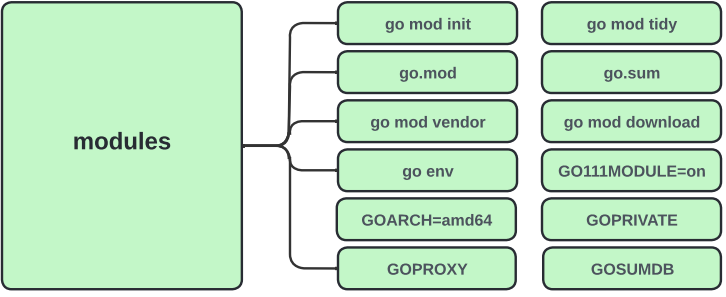 modules
go mod init
go mod tidy
go.mod
go.sum
go mod vendor
go mod download
go env
GO111MODULE=on
GOARCH=amd64
GOPRIVATE
GOPROXY
GOSUMDB